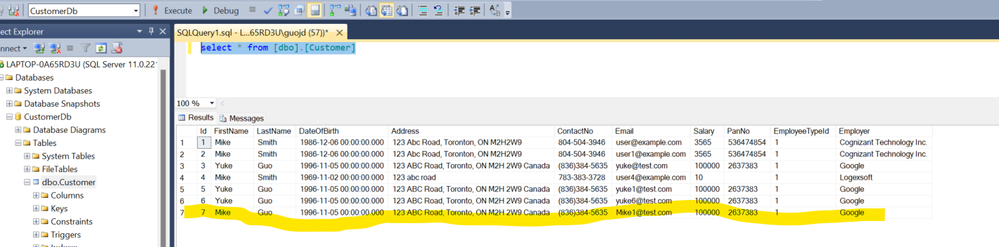 CustomerDb Execute Debug
ect Explorer
SQLQuery1.sql - L...65RD3U\guojd (57))*
nnect
select * from [dbo].[Customer]
LAPTOP-0A65RD3U (SQL Server 11.0.22
Databases
System Databases
Database Snapshots
CustomerDb
Database Diagrams
Tables
System Tables
FileTables
dbo.Customer
Columns
Keys
Constraints
Triggers
100 %
Results Messages
Id FirstName LastName DateOfBirth Address ContactNo Email Salary PanNo EmployeeTypeId Employer
1 1 Mike Smith 1986-12-06 00:00:00.000 123 Abc Road, Toronton, ON M2H2W9 804-504-3946 user@example.com 3565 536474854 1 Cognizant Technology Inc.
2 2 Mike Smith 1986-12-06 00:00:00.000 123 Abc Road, Toronton, ON M2H2W9 804-504-3946 user1@example.com 3565 536474854 1 Cognizant Technology Inc.
3 3 Yuke Guo 1996-11-05 00:00:00.000 123 ABC Road, Toronto, ON M2H 2W9 Canada (836)384-5635 yuke@test.com 100000 2637383 1 Google
4 4 Mike Smith 1969-11-02 00:00:00.000 123 abc road 783-383-3728 user4@example.com 10 1 Logexsoft
5 5 Yuke Guo 1996-11-05 00:00:00.000 123 ABC Road, Toronto, ON M2H 2W9 Canada (836)384-5635 yuke1@test.com 100000 2637383 1 Google
6 6 Yuke Guo 1996-11-05 00:00:00.000 123 ABC Road, Toronto, ON M2H 2W9 Canada (836)384-5635 yuke6@test.com 100000 2637383 1 Google
7 7 Mike Guo 1996-11-05 00:00:00.000 123 ABC Road, Toronto, ON M2H 2W9 Canada (836)384-5635 Mike1@test.com 100000 2637383 1 Google